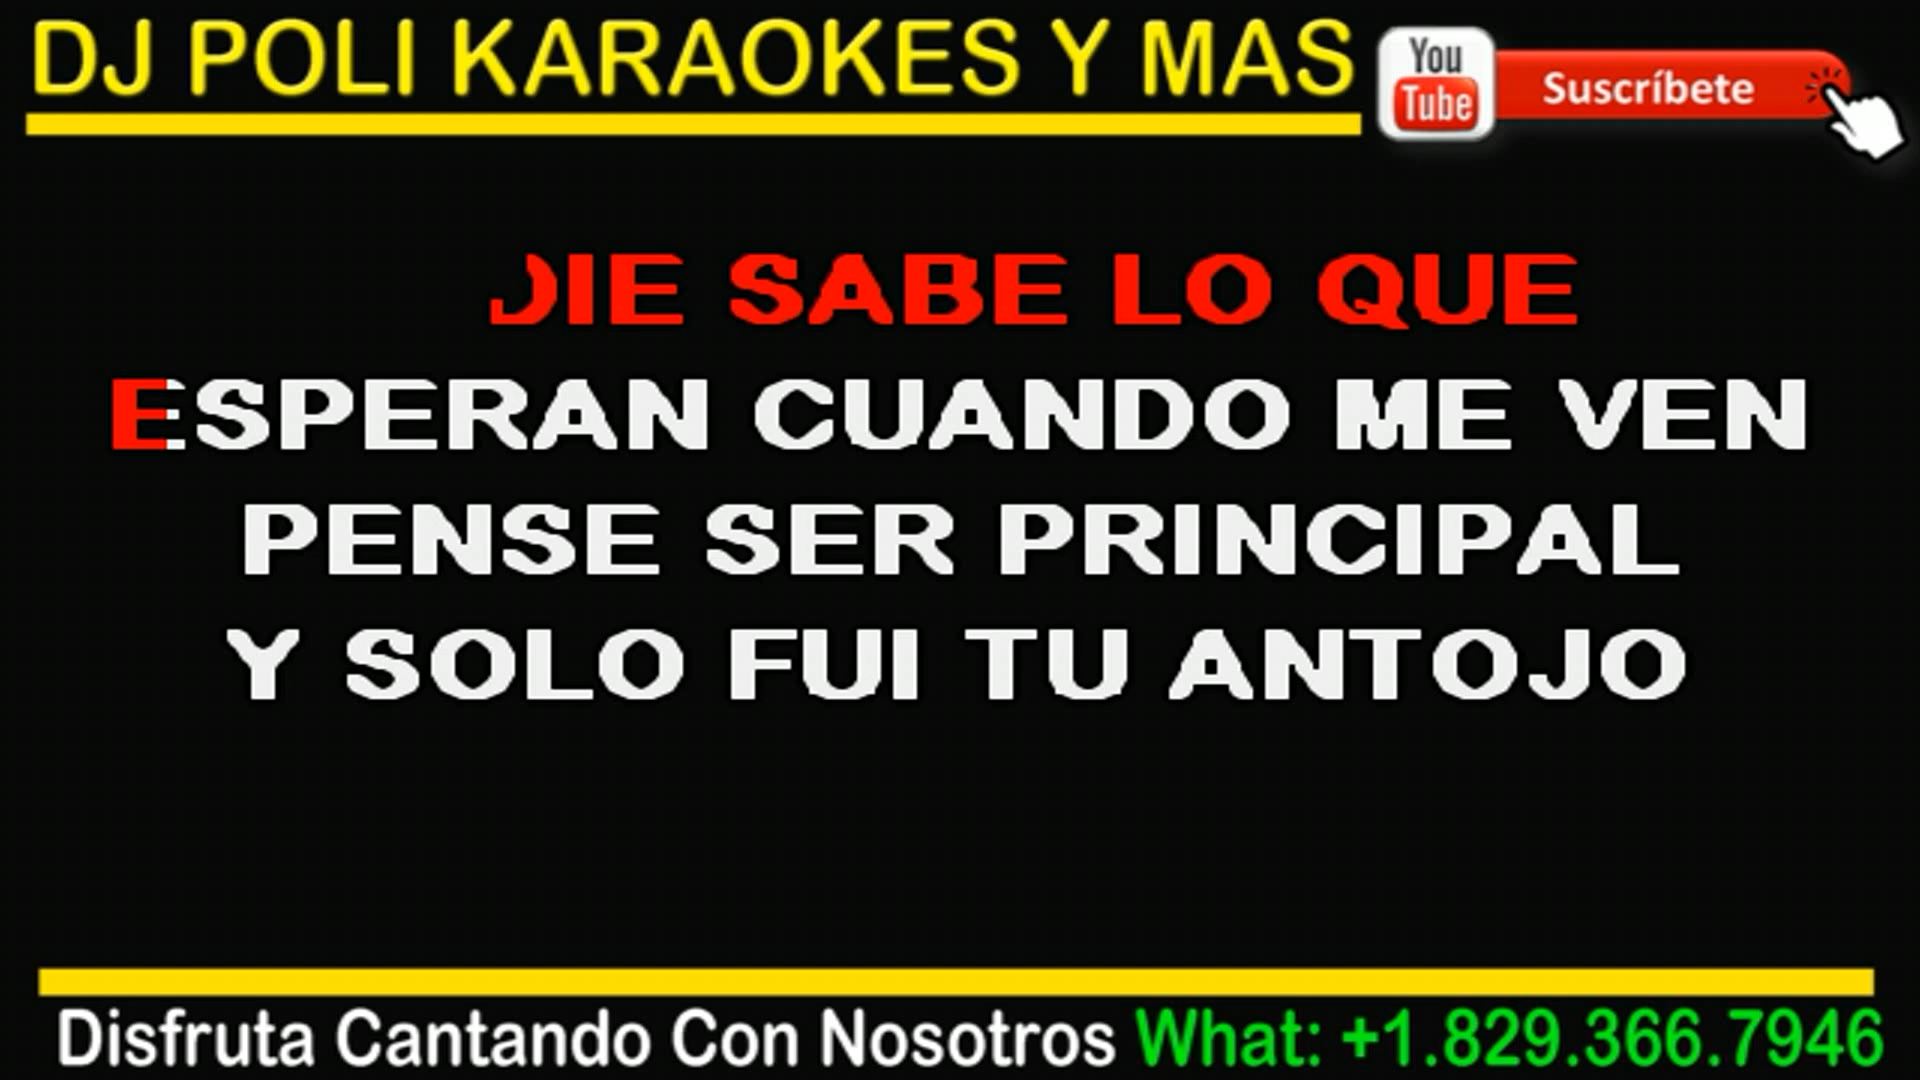 DJ POLI KARAOKES Y MAS
You Tube
Suscríbete
DIE SABE LO QUE
ESPERAN CUANDO ME VEN
PENSE SER PRINCIPAL
Y SOLO FUI TU ANTOJO
Disfruta Cantando Con Nosotros What: +1.829.366.7946